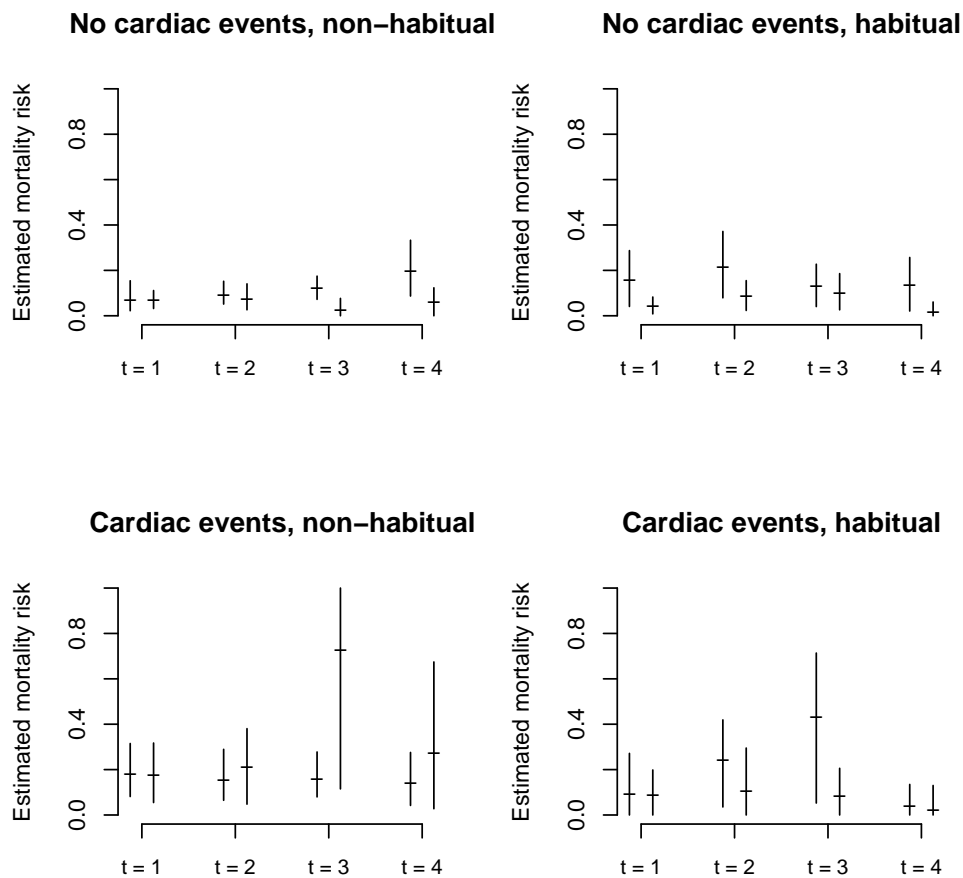 No cardiac events, non−habitual
Estimated mortality risk
0.0 0.4 0.8
t = 1 t = 2 t = 3 t = 4
No cardiac events, habitual
Estimated mortality risk
0.0 0.4 0.8
t = 1 t = 2 t = 3 t = 4
Cardiac events, non−habitual
Estimated mortality risk
0.0 0.4 0.8
t = 1 t = 2 t = 3 t = 4
Cardiac events, habitual
Estimated mortality risk
0.0 0.4 0.8
t = 1 t = 2 t = 3 t = 4